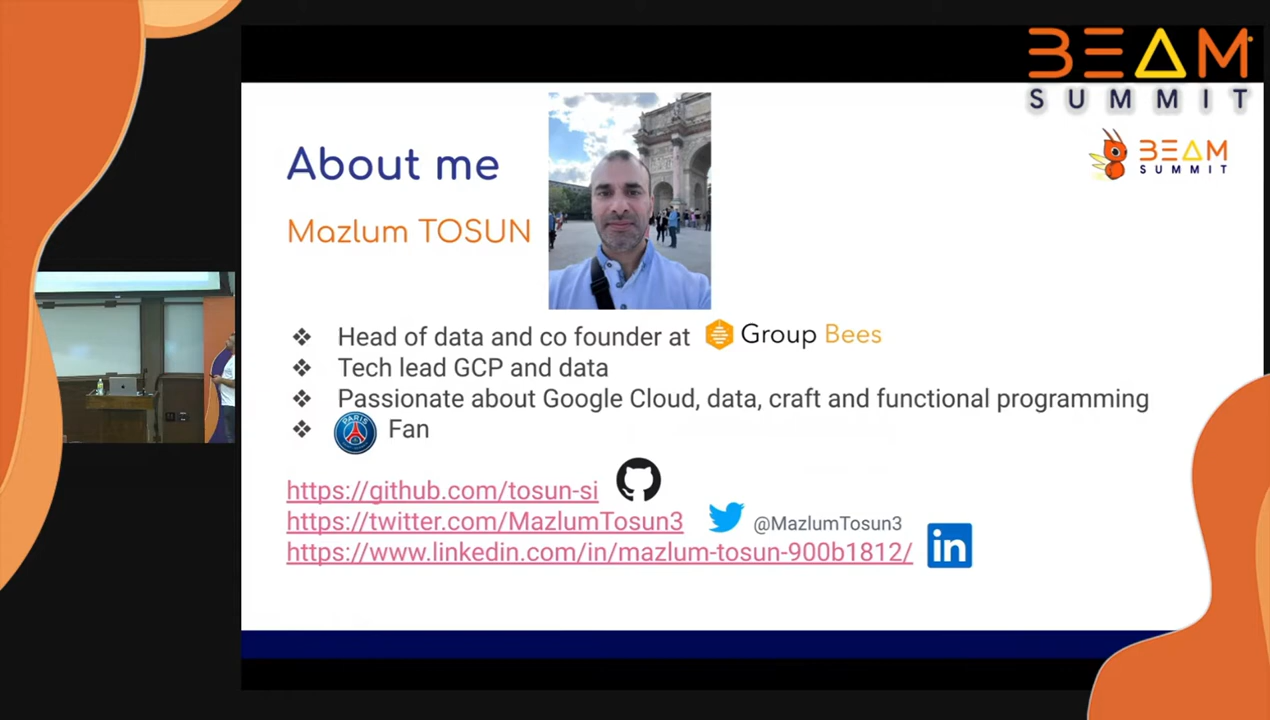 BEAM
SUMMIT
BEAM
SUMMIT
About me
Mazlum TOSUN
❖ Head of data and co founder at Group Bees
❖ Tech lead GCP and data
❖ Passionate about Google Cloud, data, craft and functional programming
❖ PARIS Fan
https://github.com/tosun-si
https://twitter.com/MazlumTosun3 @MazlumTosun3
https://www.linkedin.com/in/mazlum-tosun-900b1812/ in